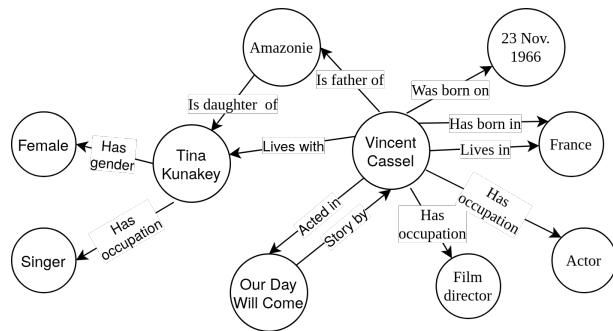 Amazonie
23 Nov.
1966
Is father of
Was born on
Is daughter  of
Has born in
Female
Has
gender
Tina
Kunakey
Lives with
Vincent
Cassel
Lives in
France
Has
occupation
Acted in
Story by
Has
occupation
Has
occupation
Singer
Our Day
Will Come
Film
director
Actor